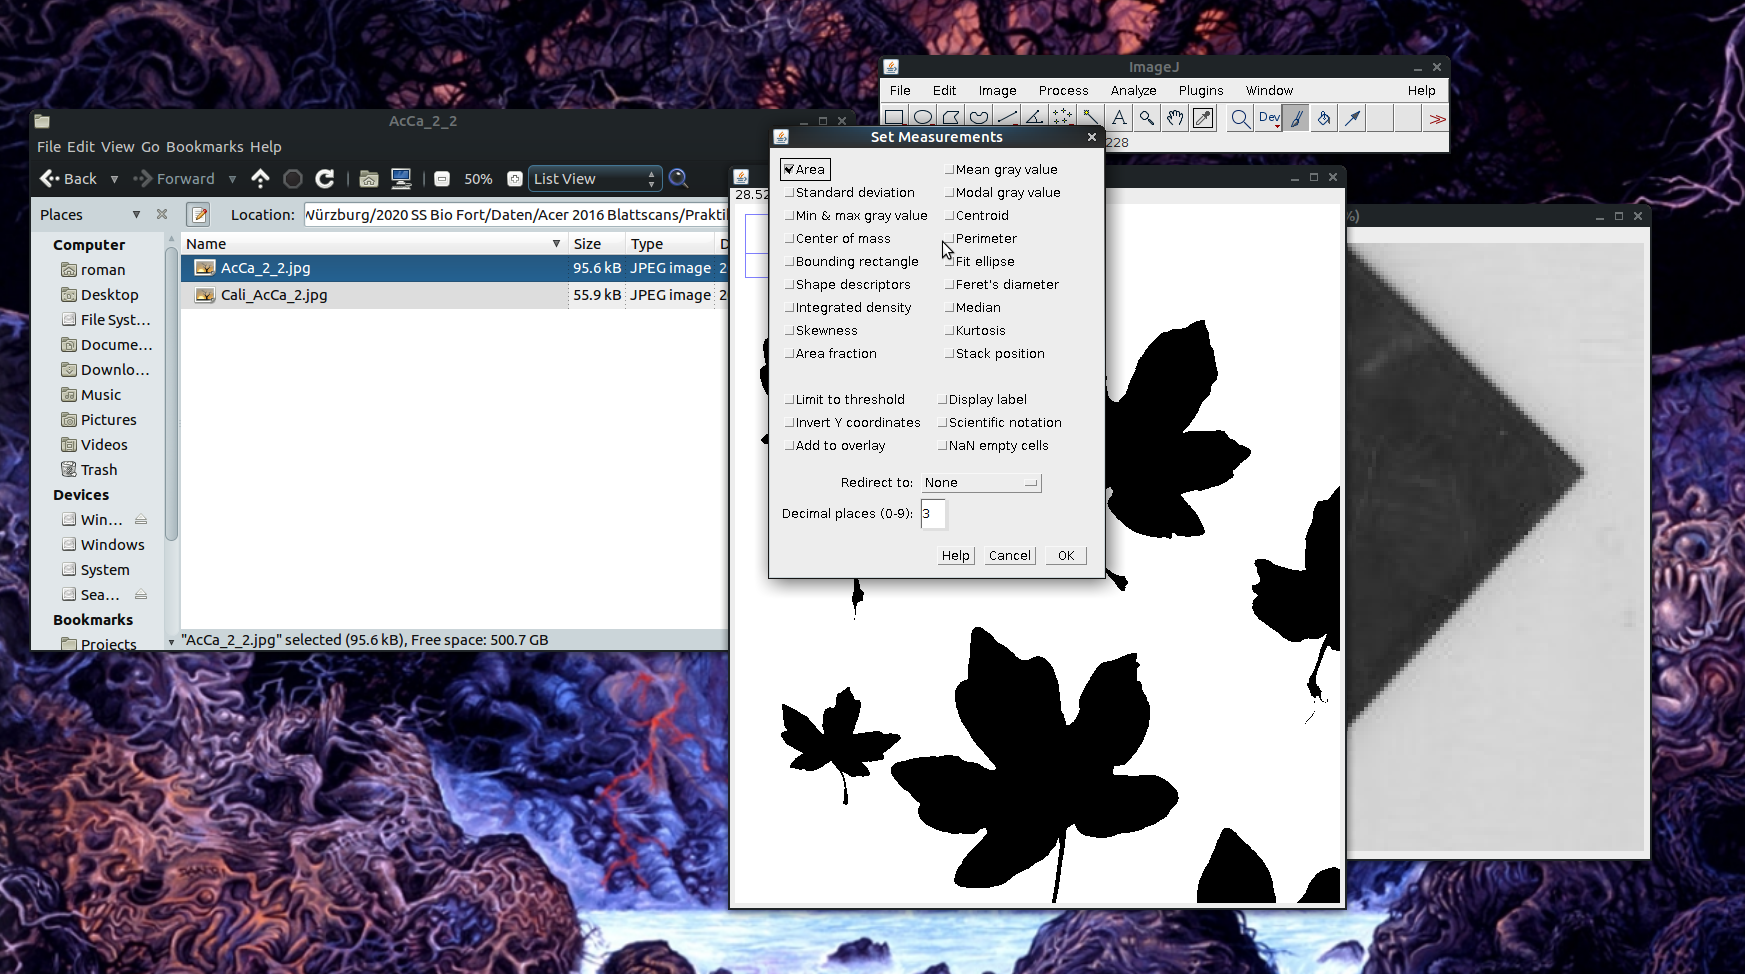 ImageJ
File Edit Image Process Analyze Plugins Window Help
A Dev
228
AcCa_2_2
File Edit View Go Bookmarks Help
Back Forward 50% List View
Places Location: Würzburg/2020 SS Bio Fort/Daten/Acer 2016 Blattscans/Prakti
Computer
roman
Desktop
File Syst...
Docume...
Downlo...
Music
Pictures
Videos
Trash
Devices
Win...
Windows
System
Sea...
Bookmarks
Projects
Name Size Type D
AcCa_2_2.jpg 95.6 kB JPEG image 2
Cali_AcCa_2.jpg 55.9 kB JPEG image 2
"AcCa_2_2.jpg" selected (95.6 kB), Free space: 500.7 GB
28.52
%)
Set Measurements
Area Mean gray value
Standard deviation Modal gray value
Min & max gray value Centroid
Center of mass Perimeter
Bounding rectangle Fit ellipse
Shape descriptors Feret's diameter
Integrated density Median
Skewness Kurtosis
Area fraction Stack position
Limit to threshold Display label
Invert Y coordinates Scientific notation
Add to overlay NaN empty cells
Redirect to: None
Decimal places (0-9): 3
Help Cancel OK